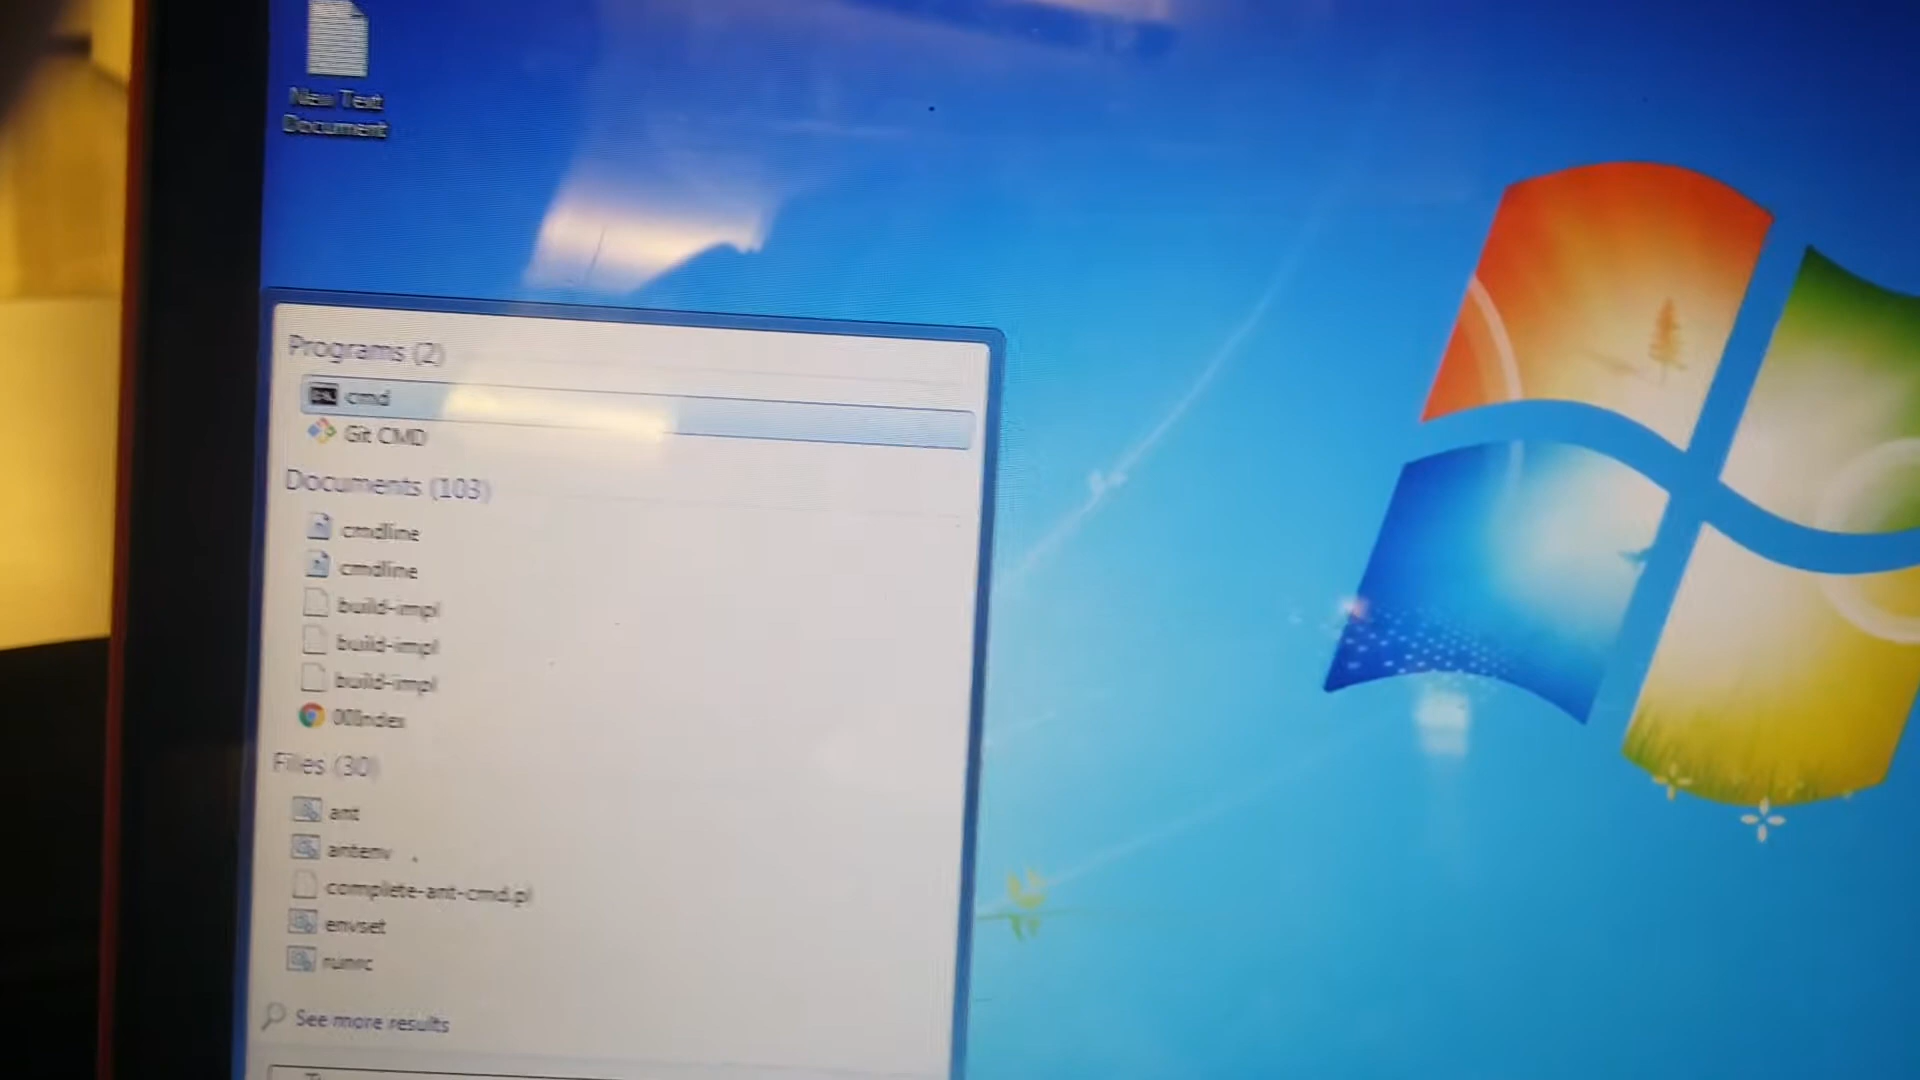 New Text
Document
Programs (2)
cmd
Git CMD
Documents (103)
cmdline
cmdline
build-impl
build-impl
build-impl
00Index
Files (30)
ant
antenv
complete-ant-cmd.pl
envset
runrc
See more results